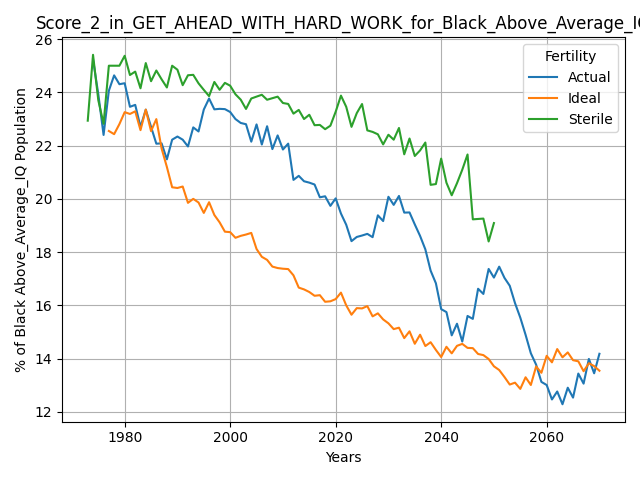 Score_2_in_GET_AHEAD_WITH_HARD_WORK_for_Black_Above_Average_IQ
26
24
22
20
18
16
14
12
% of Black Above_Average_IQ Population
Fertility
Actual
Ideal
Sterile
1980
2000
2020
2040
2060
Years